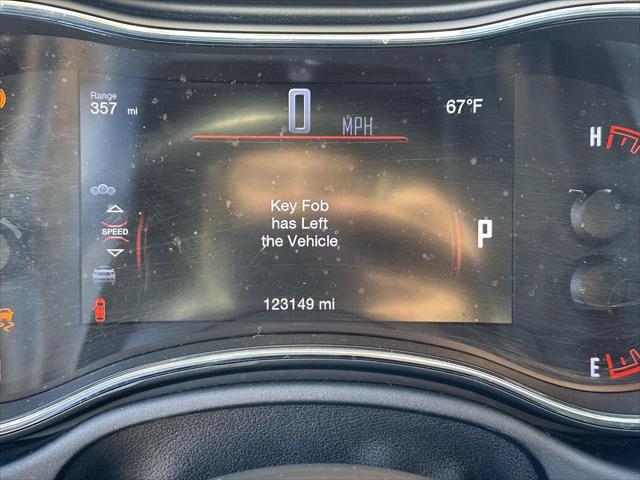 Range
357 mi
0 MPH
67°F
H
SPEED
Key Fob
has Left
the Vehicle
P
123149 mi
E